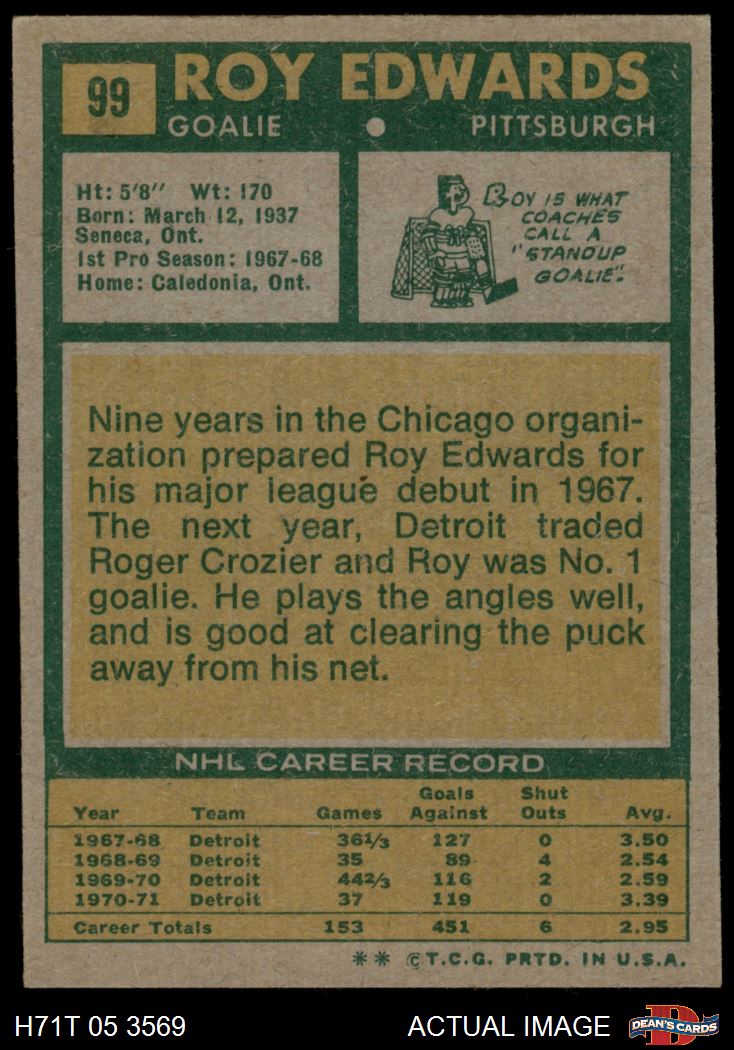 99
ROY EDWARDS
GOALIE • PITTSBURGH
Ht: 5'8" Wt: 170
Born: March 12, 1937
Seneca, Ont.
1st Pro Season: 1967-68
Home: Caledonia, Ont.
ROY IS WHAT
COACHES
CALL A
"STANDUP
GOALIE".
Nine years in the Chicago organi-
zation prepared Roy Edwards for
his major league debut in 1967.
The next year, Detroit traded
Roger Crozier and Roy was No. 1
goalie. He plays the angles well,
and is good at clearing the puck
away from his net.
NHL CAREER RECORD
Year Team Games Goals Against Shut Outs Avg.
1967-68 Detroit 36 1/3 127 0 3.50
1968-69 Detroit 35 89 4 2.54
1969-70 Detroit 44 2/3 116 2 2.59
1970-71 Detroit 37 119 0 3.39
Career Totals 153 451 6 2.95
** © T.C.G. PRTD. IN U.S.A.
H71T 05 3569 ACTUAL IMAGE D DEAN'S CARDS